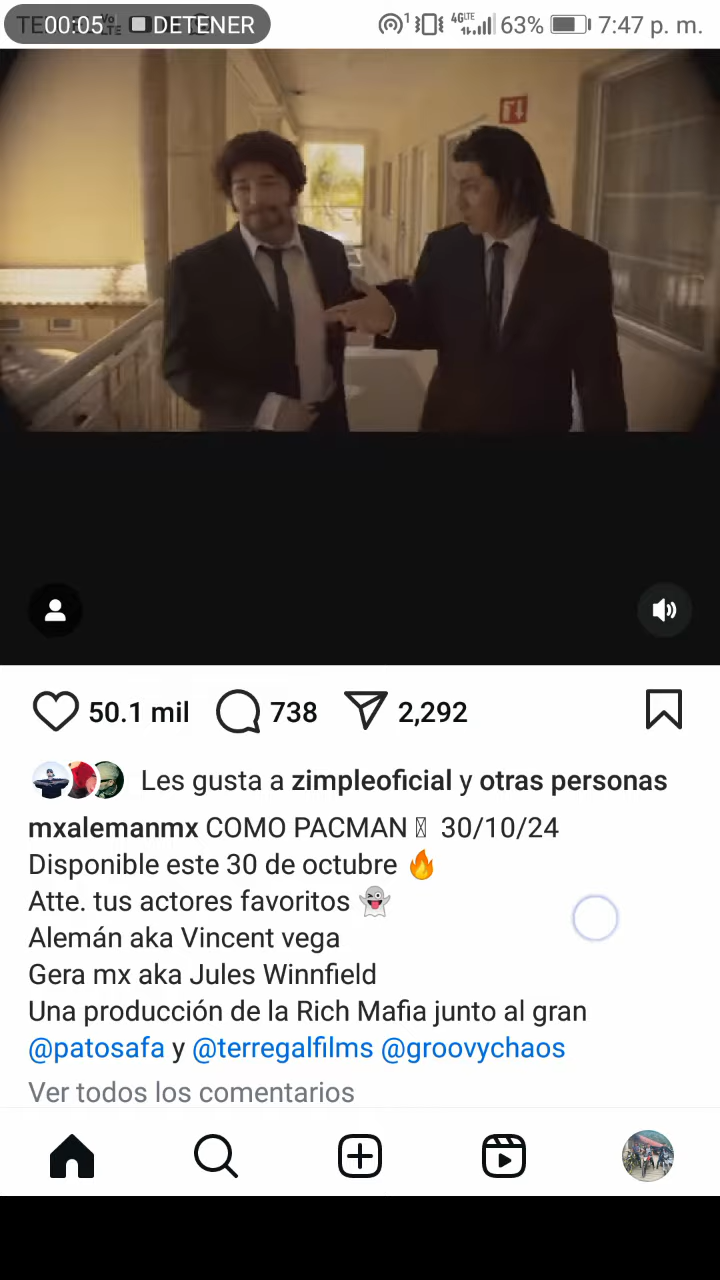 00:05 DETENER 4G LTE 63% 7:47 p. m.
50.1 mil 738 2,292
Les gusta a zimpleoficial y otras personas
mxalemanmx COMO PACMAN 30/10/24
Disponible este 30 de octubre 🔥
Atte. tus actores favoritos 👻
Alemán aka Vincent vega
Gera mx aka Jules Winnfield
Una producción de la Rich Mafia junto al gran
@patosafa y @terregalfilms @groovychaos
Ver todos los comentarios